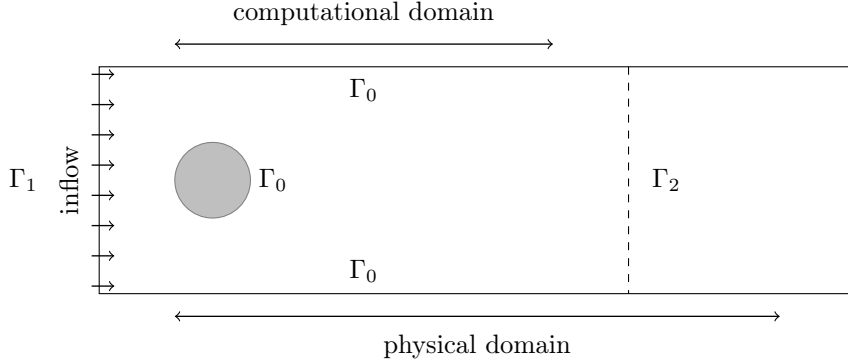 computational domain
Γ₀
Γ₁
inflow
Γ₀
Γ₂
Γ₀
physical domain